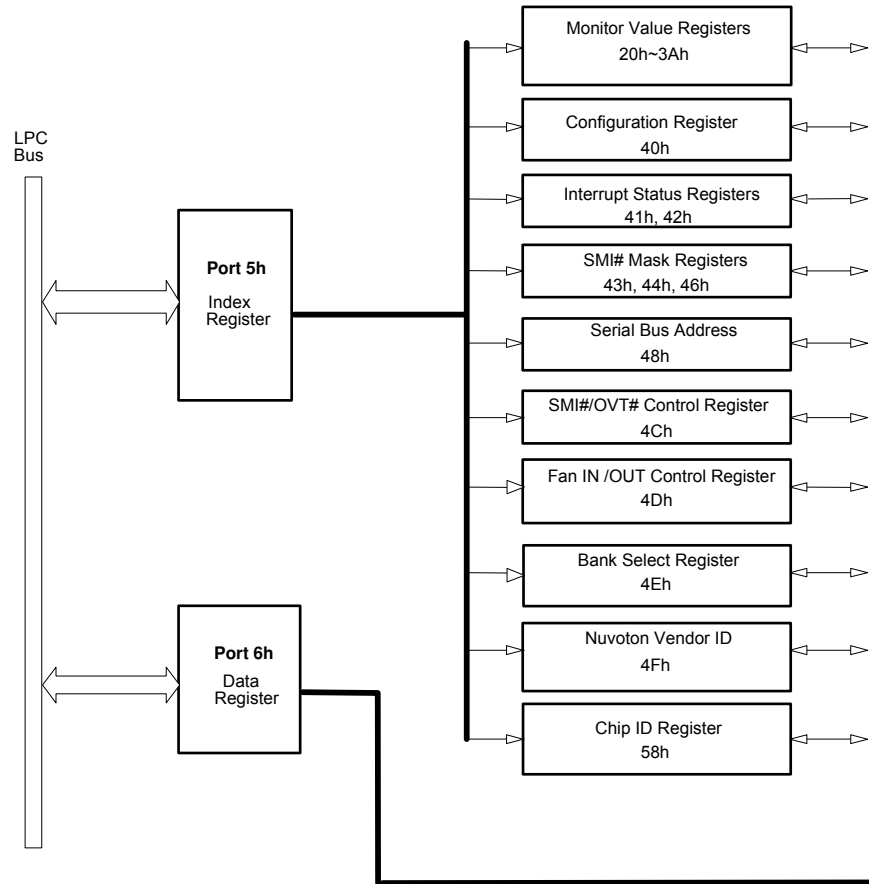 Monitor Value Registers
20h~3Ah
Configuration Register
40h
LPC
Bus
Interrupt Status Registers
41h, 42h
Port 5h
Index
Register
SMI# Mask Registers
43h, 44h, 46h
Serial Bus Address
48h
SMI#/OVT# Control Register
4Ch
Fan IN /OUT Control Register
4Dh
Bank Select Register
4Eh
Port 6h
Data
Register
Nuvoton Vendor ID
4Fh
Chip ID Register
58h